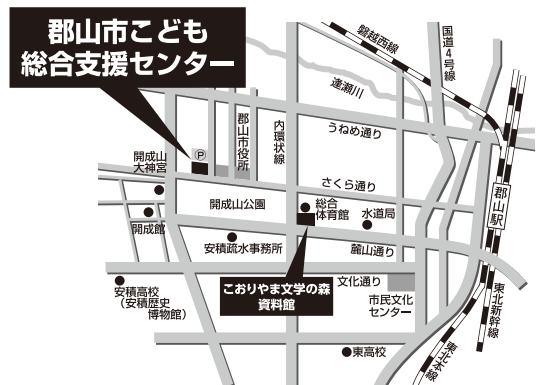 郡山市こども
総合支援センター
磐越西線
国道4号線
逢瀬川
うねめ通り
郡山市役所
内環状線
P
開成山
大神宮
さくら通り
開成山公園
総合
体育館
水道局
郡山駅
開成館
安積疏水事務所
麓山通り
こおりやま文学の森
資料館
文化通り
市民文化
センター
安積高校
（安積歴史
博物館）
東北新幹線
東北本線
東高校